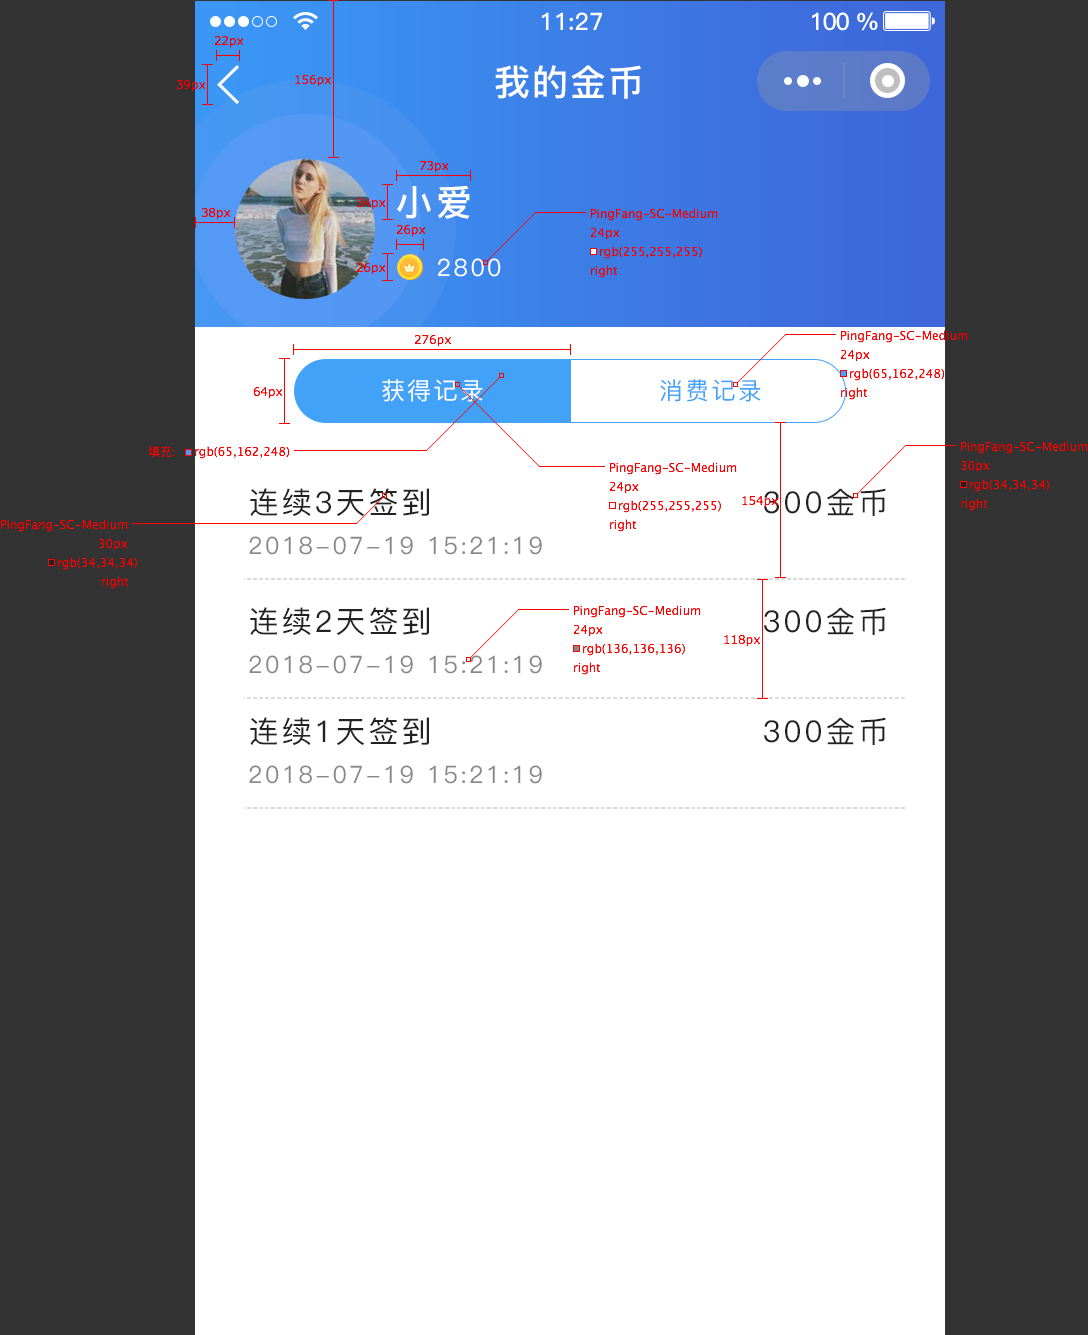 11:27
100 %
22px
39px
156px
我的金币
73px
38px
小爱
PingFang-SC-Medium
24px
rgb(255,255,255)
right
26px
26px
2800
276px
PingFang-SC-Medium
24px
rgb(65,162,248)
right
64px
获得记录
消费记录
填充: rgb(65,162,248)
PingFang-SC-Medium
24px
rgb(255,255,255)
right
PingFang-SC-Medium
30px
rgb(34,34,34)
right
连续3天签到
154px
300金币
PingFang-SC-Medium
30px
rgb(34,34,34)
right
2018-07-19 15:21:19
连续2天签到
PingFang-SC-Medium
24px
rgb(136,136,136)
right
118px
300金币
2018-07-19 15:21:19
连续1天签到
300金币
2018-07-19 15:21:19